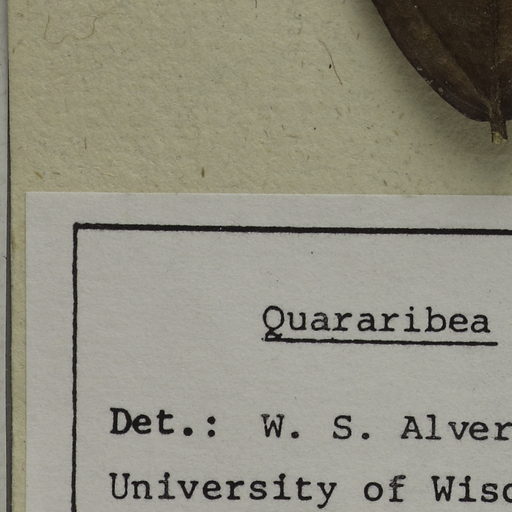 Quararibea
Det.: W. S. Alver
University of Wisc